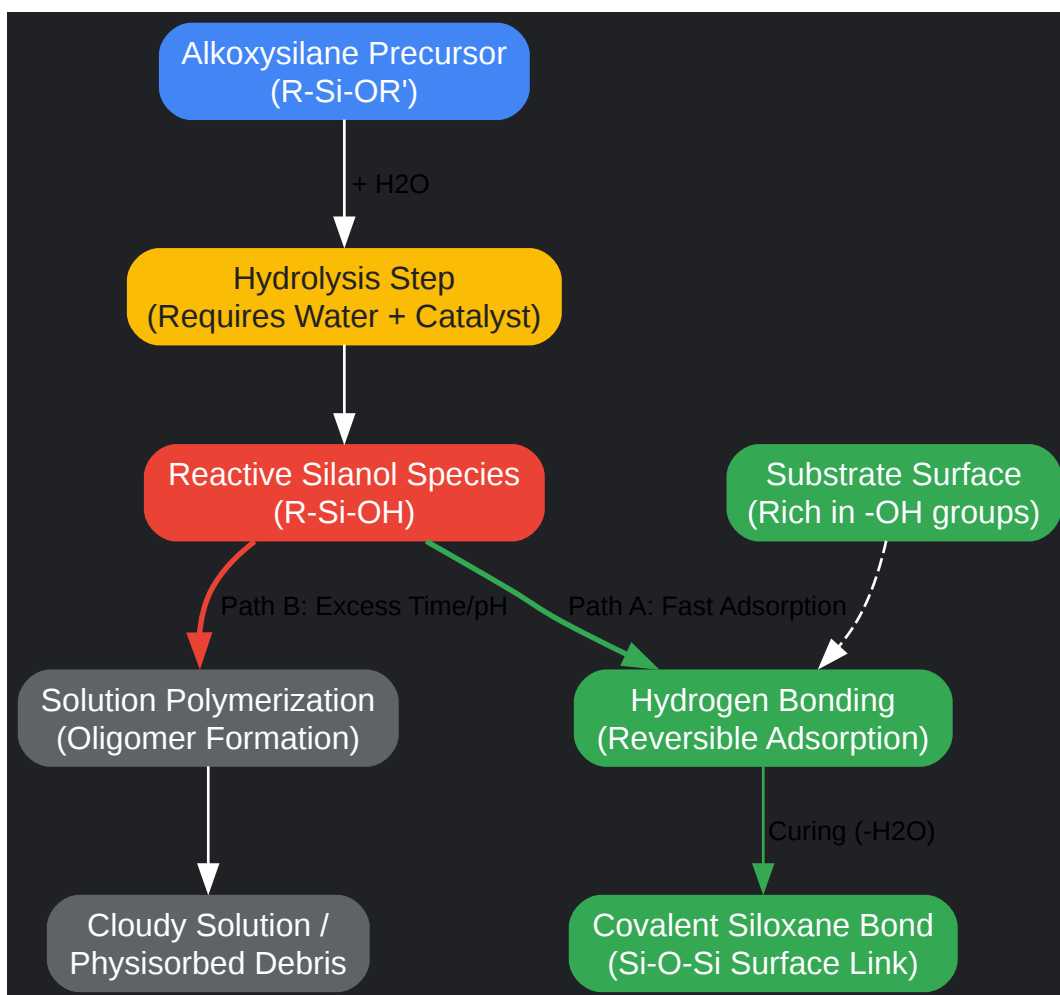 Alkoxysilane Precursor
(R-Si-OR')
+ H2O
Hydrolysis Step
(Requires Water + Catalyst)
Reactive Silanol Species
(R-Si-OH)
Substrate Surface
(Rich in -OH groups)
Path B: Excess Time/pH
Path A: Fast Adsorption
Solution Polymerization
(Oligomer Formation)
Hydrogen Bonding
(Reversible Adsorption)
Curing (-H2O)
Cloudy Solution /
Physisorbed Debris
Covalent Siloxane Bond
(Si-O-Si Surface Link)